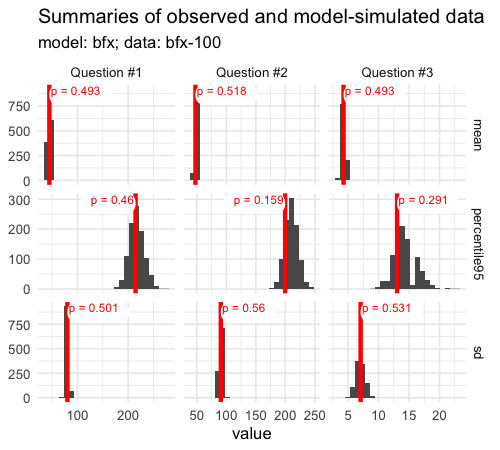 Summaries of observed and model-simulated data
model: bfx; data: bfx-100
Question #1 Question #2 Question #3
p = 0.493 p = 0.518 p = 0.493
750
500
250
0
mean
p = 0.46 p = 0.159 p = 0.291
300
200
100
0
percentile95
p = 0.501 p = 0.56 p = 0.531
750
500
250
0
sd
100 200 50 100 150 200 250 5 10 15 20
value